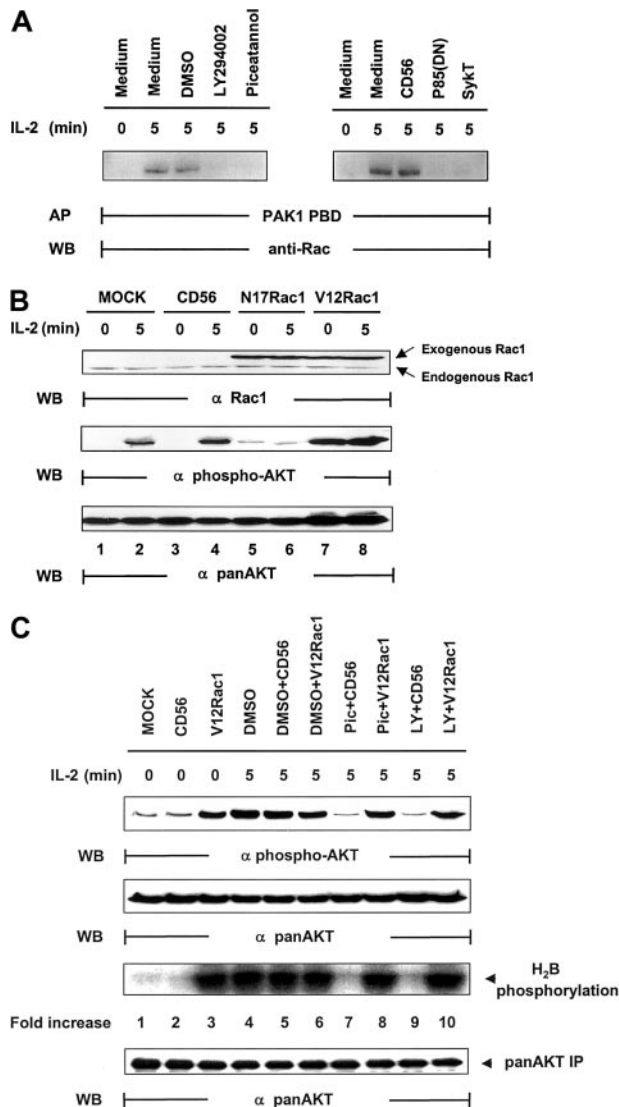 A
Medium
Medium
DMSO
LY294002
Piceatannol
Medium
Medium
CD56
P85(DN)
SykT
IL-2 (min) 0 5 5 5 5 0 5 5 5 5
AP PAK1 PBD
WB anti-Rac
B
MOCK CD56 N17Rac1 V12Rac1
IL-2 (min) 0 5 0 5 0 5 0 5
Exogenous Rac1
Endogenous Rac1
WB α Rac1
WB α phospho-AKT
1 2 3 4 5 6 7 8
WB α panAKT
C
MOCK
CD56
V12Rac1
DMSO
DMSO+CD56
DMSO+V12Rac1
Pic+CD56
Pic+V12Rac1
LY+CD56
LY+V12Rac1
IL-2 (min) 0 0 0 5 5 5 5 5 5 5
WB α phospho-AKT
WB α panAKT
H₂B
phosphorylation
Fold increase 1 2 3 4 5 6 7 8 9 10
panAKT IP
WB α panAKT